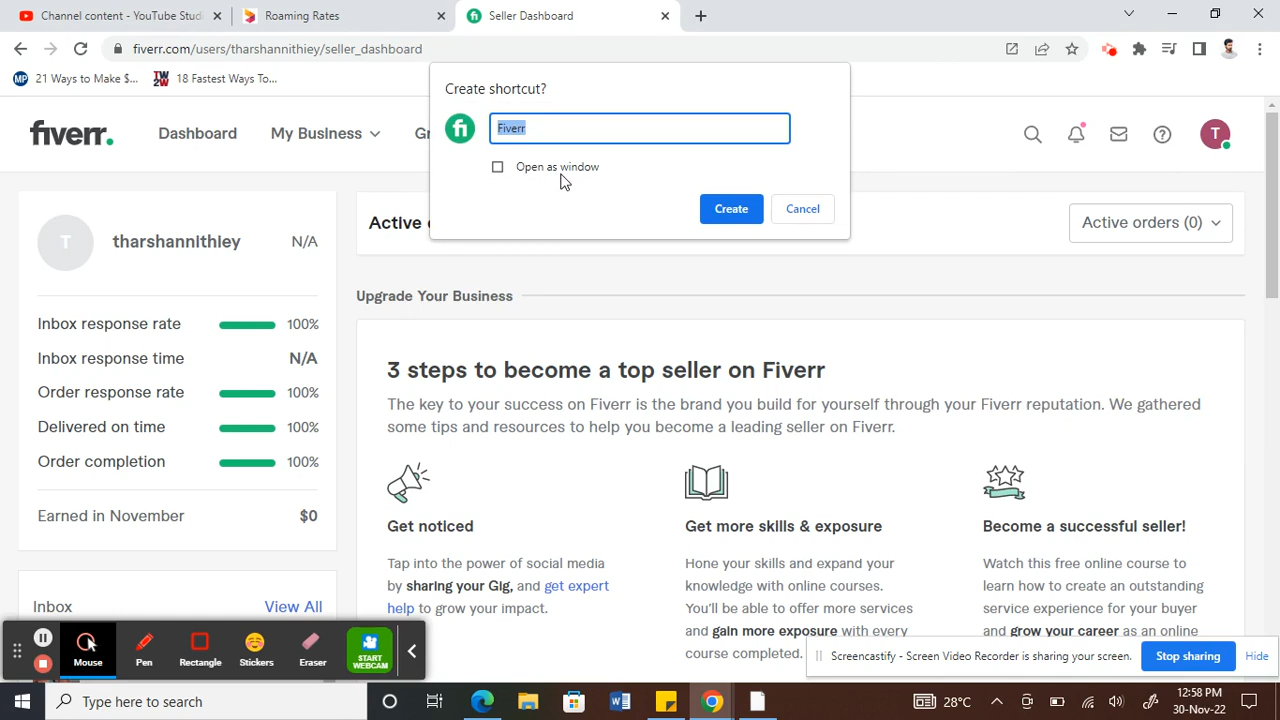 Channel content - YouTube Stud
Roaming Rates
Seller Dashboard
fiverr.com/users/tharshannithiey/seller_dashboard
MP 21 Ways to Make $...
TW2W 18 Fastest Ways To...
Create shortcut?
fi Fiverr
Open as window
Create Cancel
fiverr.
Dashboard
My Business
Gr
T
T
tharshannithiley
N/A
Inbox response rate 100%
Inbox response time N/A
Order response rate 100%
Delivered on time 100%
Order completion 100%
Earned in November $0
Inbox View All
Active
Active orders (0)
Upgrade Your Business
3 steps to become a top seller on Fiverr
The key to your success on Fiverr is the brand you build for yourself through your Fiverr reputation. We gathered
some tips and resources to help you become a leading seller on Fiverr.
Get noticed
Tap into the power of social media
by sharing your Gig, and get expert
help to grow your impact.
Get more skills & exposure
Hone your skills and expand your
knowledge with online courses.
You'll be able to offer more services
and gain more exposure with every
course completed.
Become a successful seller!
Watch this free online course to
learn how to create an outstanding
service experience for your buyer
and grow your career as an online
Mouse
Pen
Rectangle
Stickers
Eraser
START
WEBCAM
Screencastify - Screen Video Recorder is sharing your screen.
Stop sharing
Hide
Type here to search
28°C
12:58 PM
30-Nov-22